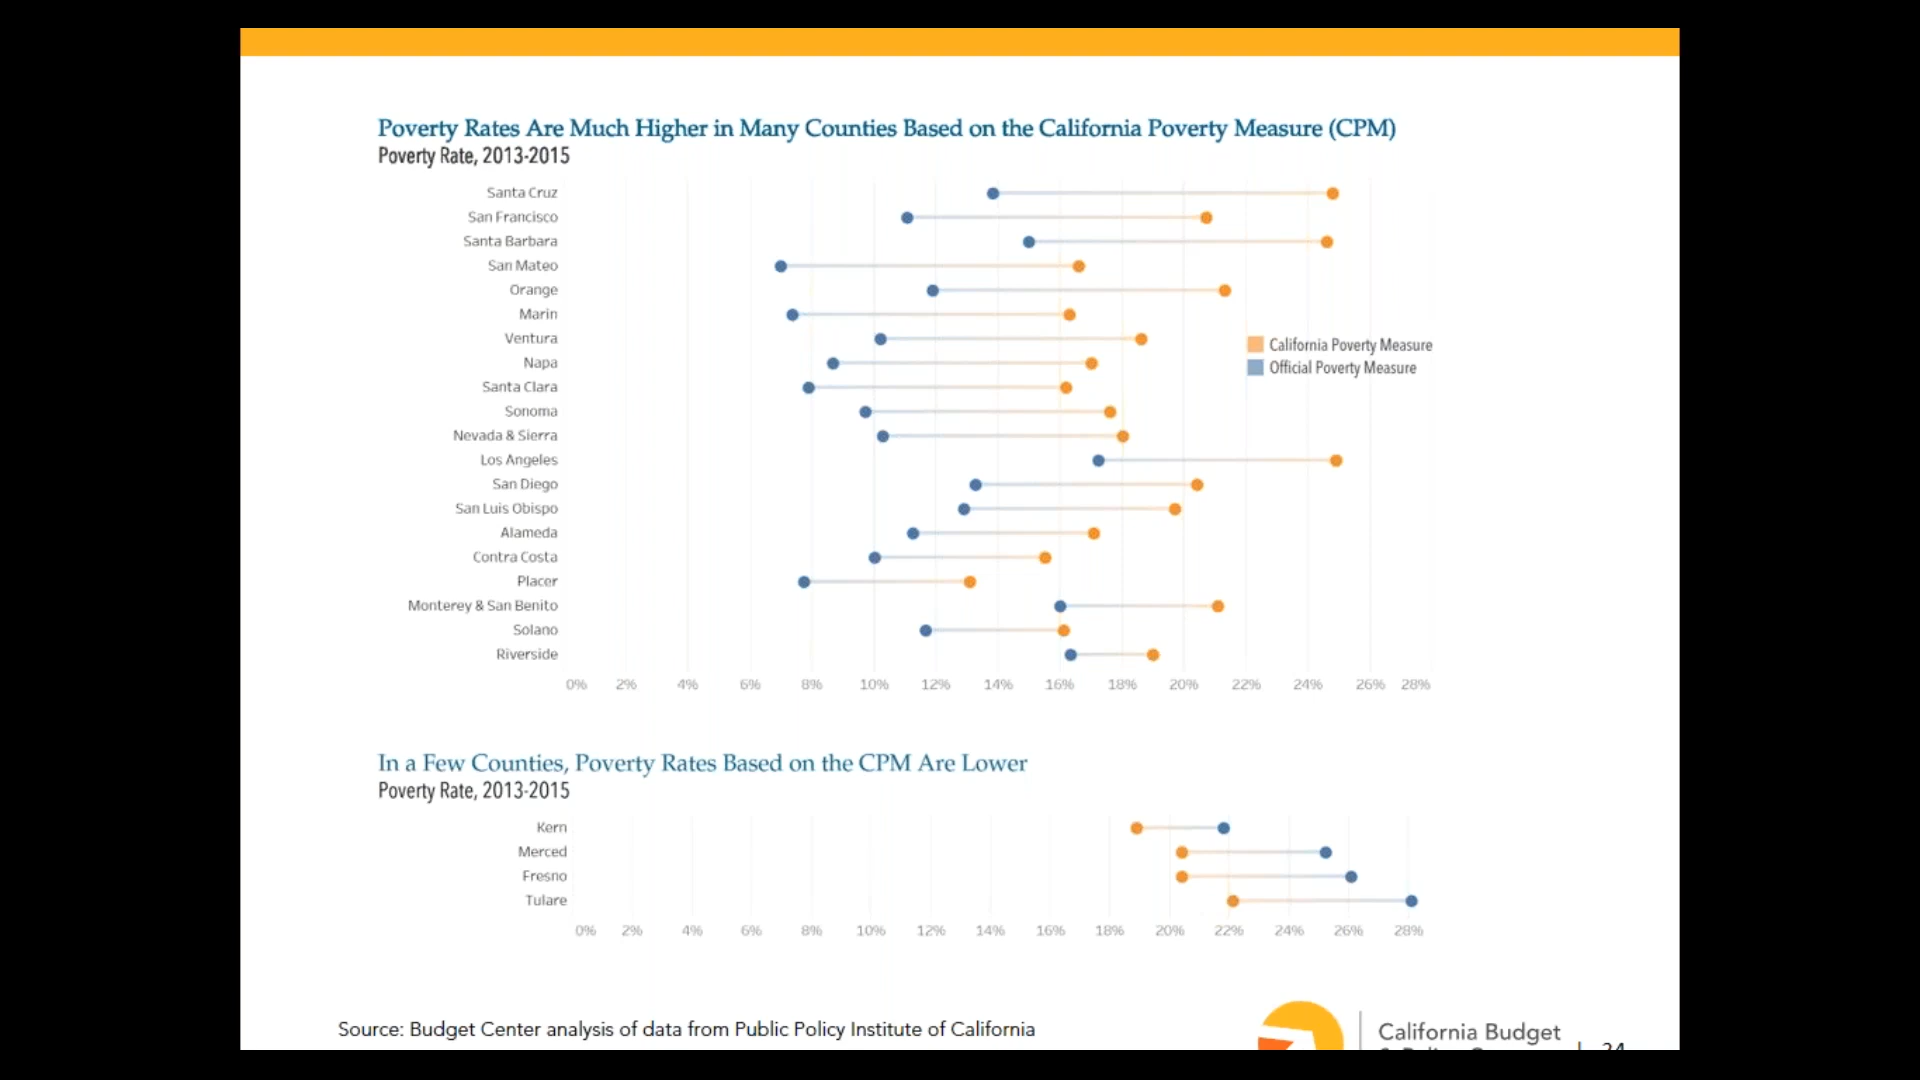 Poverty Rates Are Much Higher in Many Counties Based on the California Poverty Measure (CPM)
Poverty Rate, 2013-2015
Santa Cruz
San Francisco
Santa Barbara
San Mateo
Orange
Marin
Ventura
Napa
Santa Clara
Sonoma
Nevada & Sierra
Los Angeles
San Diego
San Luis Obispo
Alameda
Contra Costa
Placer
Monterey & San Benito
Solano
Riverside
California Poverty Measure
Official Poverty Measure
0% 2% 4% 6% 8% 10% 12% 14% 16% 18% 20% 22% 24% 26% 28%
In a Few Counties, Poverty Rates Based on the CPM Are Lower
Poverty Rate, 2013-2015
Kern
Merced
Fresno
Tulare
0% 2% 4% 6% 8% 10% 12% 14% 16% 18% 20% 22% 24% 26% 28%
Source: Budget Center analysis of data from Public Policy Institute of California
California Budget